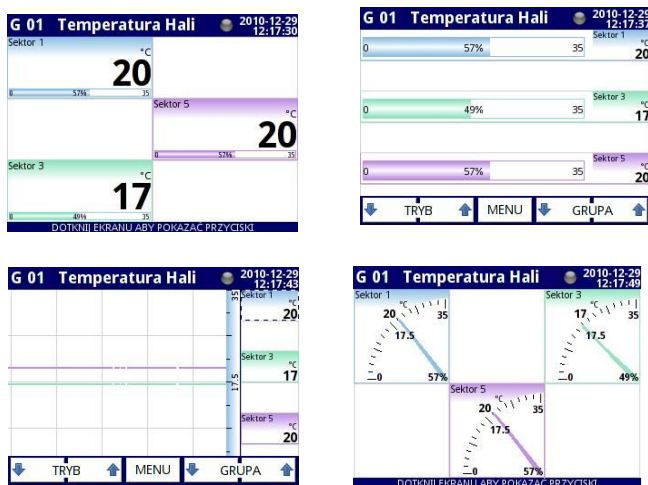 G 01 Temperatura Hali 2010-12-29 12:17:30
Sektor 1
°C
20
0 57% 35
Sektor 5
°C
20
0 57% 35
Sektor 3
°C
17
0 49% 35
DOTKNIJ EKRANU ABY POKAZAĆ PRZYCISKI
G 01 Temperatura Hali 2010-12-29 12:17:37
Sektor 1
°C
0 57% 35 20
Sektor 3
°C
0 49% 35 17
Sektor 5
°C
0 57% 35 20
TRYB MENU GRUPA
G 01 Temperatura Hali 2010-12-29 12:17:43
35 Sektor 1
°C
20
Sektor 3
°C
17.5 17
Sektor 5
°C
20
TRYB MENU GRUPA
G 01 Temperatura Hali 2010-12-29 12:17:49
Sektor 1
°C
20 35
17.5
0 57%
Sektor 3
°C
17 35
17.5
0 49%
Sektor 5
°C
20 35
17.5
0 57%
DOTKNIJ EKRANU ABY POKAZAĆ PRZYCISKI